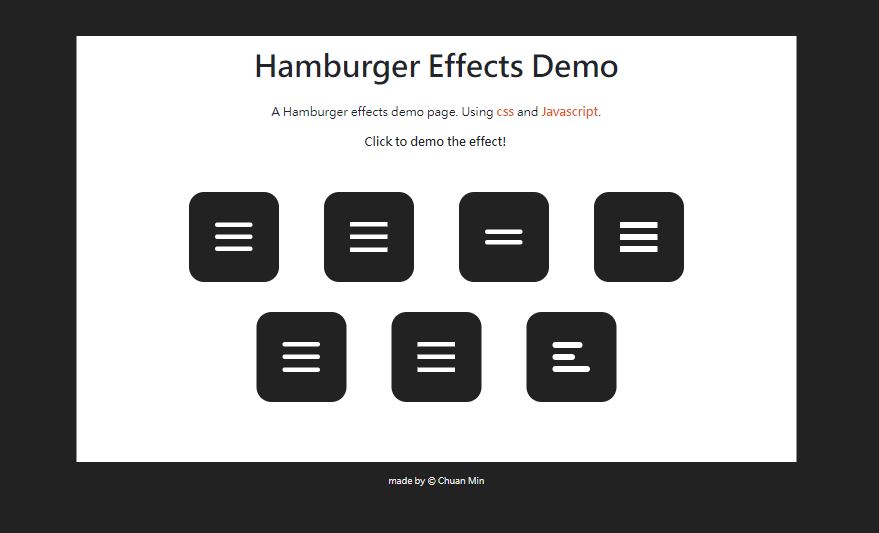 Hamburger Effects Demo
A Hamburger effects demo page. Using css and Javascript.
Click to demo the effect!
made by © Chuan Min